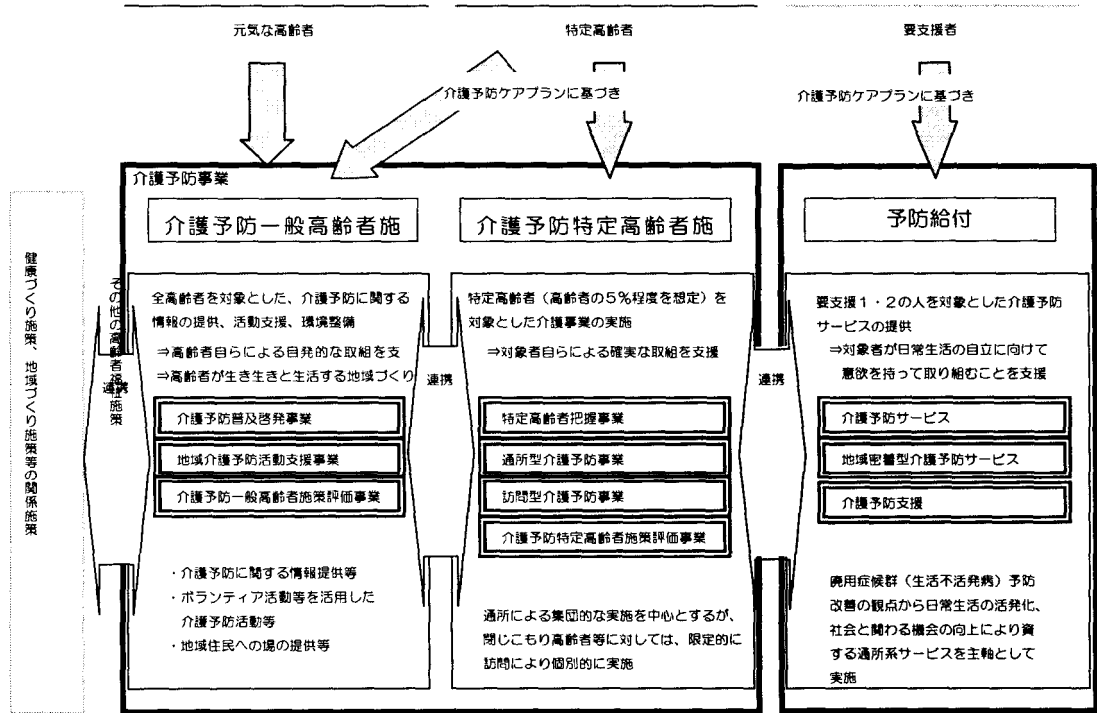 元気な高齢者
特定高齢者
要支援者
介護予防ケアプランに基づき
介護予防ケアプランに基づき
介護予防事業
介護予防一般高齢者施
介護予防特定高齢者施
予防給付
健康づくり施策、地域づくり施策等の関係施策
その他の高齢者福祉施策
連携
全高齢者を対象とした、介護予防に関する
情報の提供、活動支援、環境整備
⇒高齢者自らによる自発的な取組を支
⇒高齢者が生き生きと生活する地域づくり
介護予防普及啓発事業
地域介護予防活動支援事業
介護予防一般高齢者施策評価事業
・介護予防に関する情報提供等
・ボランティア活動等を活用した
介護予防活動等
・地域住民への場の提供等
連携
特定高齢者（高齢者の５％程度を想定）を
対象とした介護事業の実施
⇒対象者自らによる確実な取組を支援
特定高齢者把握事業
通所型介護予防事業
訪問型介護予防事業
介護予防特定高齢者施策評価事業
通所による集団的な実施を中心とするが、
閉じこもり高齢者等に対しては、限定的に
訪問により個別的に実施
連携
要支援１・２の人を対象とした介護予防
サービスの提供
⇒対象者が日常生活の自立に向けて
意欲を持って取り組むことを支援
介護予防サービス
地域密着型介護予防サービス
介護予防支援
廃用症候群（生活不活発病）予防
改善の観点から日常生活の活発化、
社会と関わる機会の向上により資
する通所系サービスを主軸として
実施